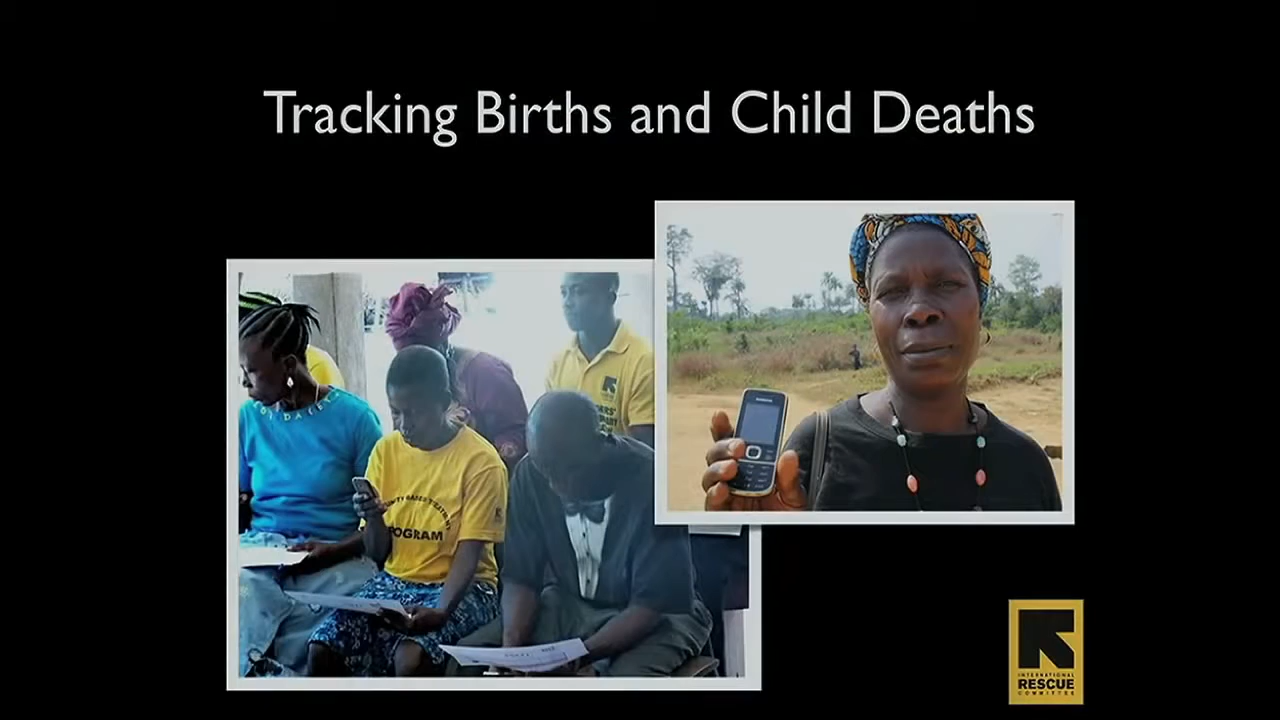 Tracking Births and Child Deaths
PROGRAM
INTERNATIONAL
RESCUE
COMMITTEE